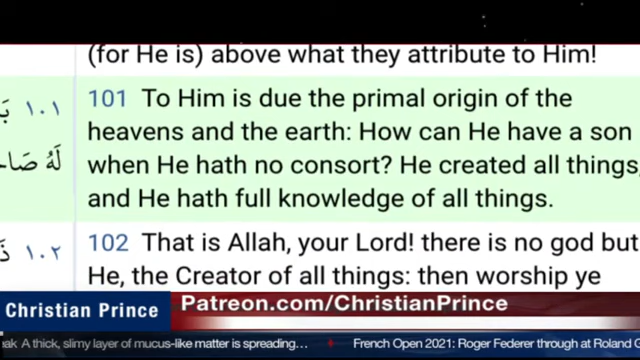 (for He is) above what they attribute to Him!
١٠١
101 To Him is due the primal origin of the
heavens and the earth: How can He have a son
لَهُ
when He hath no consort? He created all things,
and He hath full knowledge of all things.
١٠٢
102 That is Allah, your Lord! there is no god but
He, the Creator of all things: then worship ye
Christian Prince
Patreon.com/ChristianPrince
A thick, slimy layer of mucus-like matter is spreading... French Open 2021: Roger Federer through at Roland